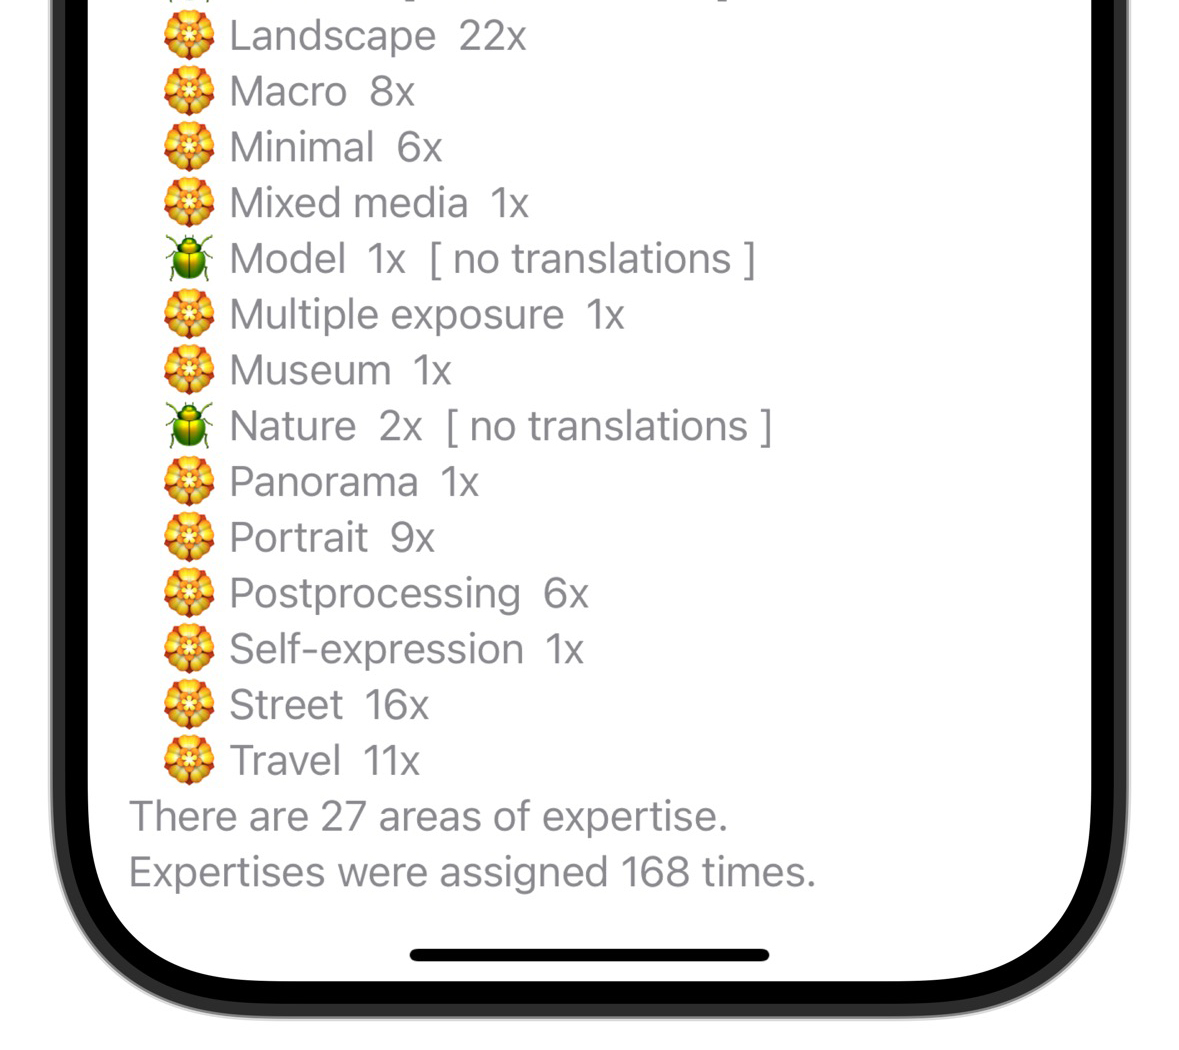 Landscape 22x
Macro 8x
Minimal 6x
Mixed media 1x
Model 1x [ no translations ]
Multiple exposure 1x
Museum 1x
Nature 2x [ no translations ]
Panorama 1x
Portrait 9x
Postprocessing 6x
Self-expression 1x
Street 16x
Travel 11x
There are 27 areas of expertise.
Expertises were assigned 168 times.